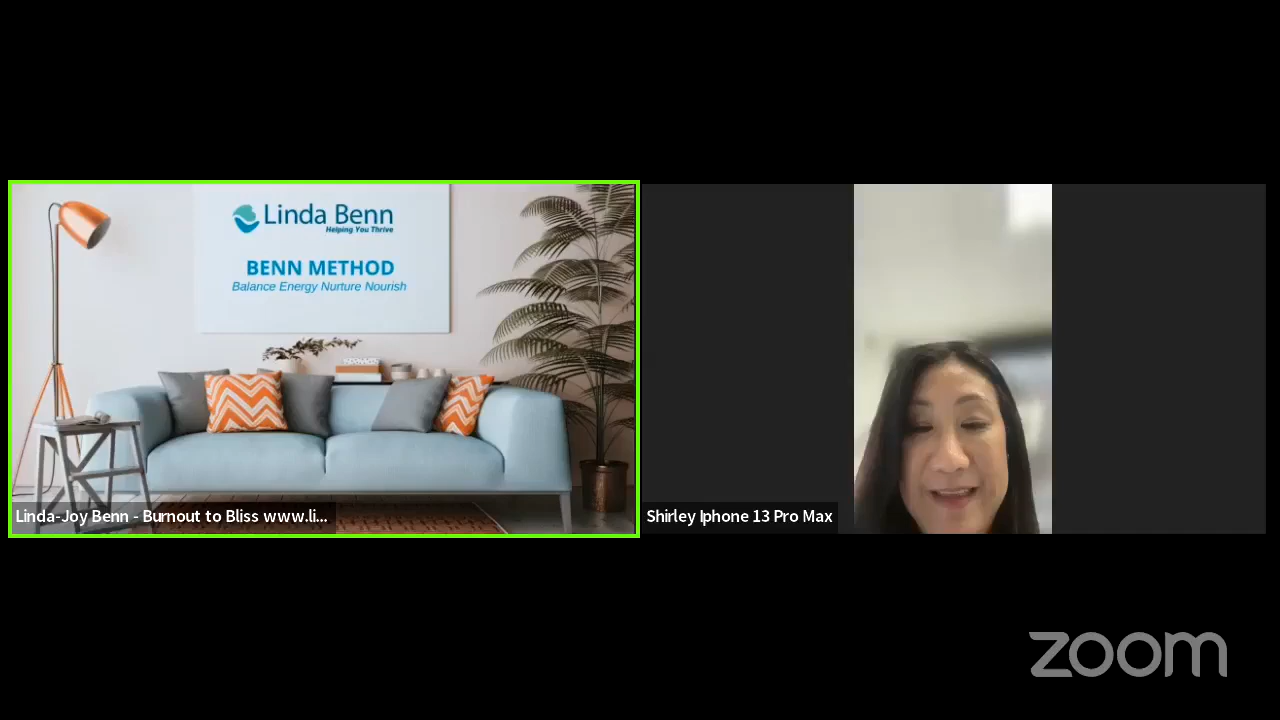 Linda Benn
Helping You Thrive
BENN METHOD
Balance Energy Nurture Nourish
Linda-Joy Benn - Burnout to Bliss www.li...
Shirley Iphone 13 Pro Max
zoom